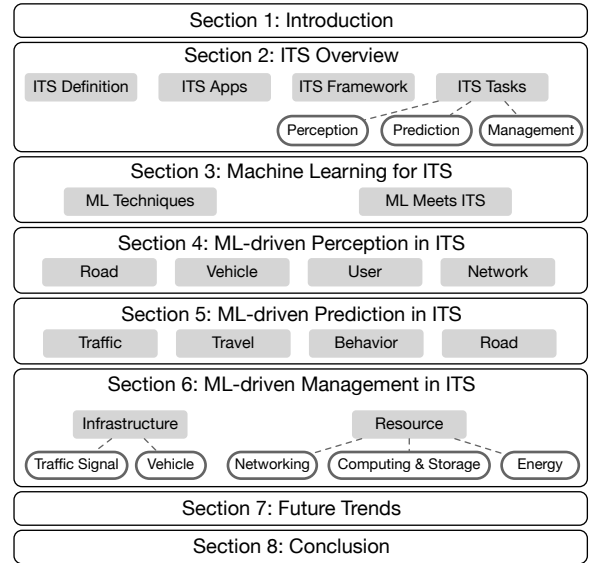 Section 1: Introduction
Section 2: ITS Overview
ITS Definition ITS Apps ITS Framework ITS Tasks
Perception Prediction Management
Section 3: Machine Learning for ITS
ML Techniques ML Meets ITS
Section 4: ML-driven Perception in ITS
Road Vehicle User Network
Section 5: ML-driven Prediction in ITS
Traffic Travel Behavior Road
Section 6: ML-driven Management in ITS
Infrastructure Resource
Traffic Signal Vehicle Networking Computing & Storage Energy
Section 7: Future Trends
Section 8: Conclusion